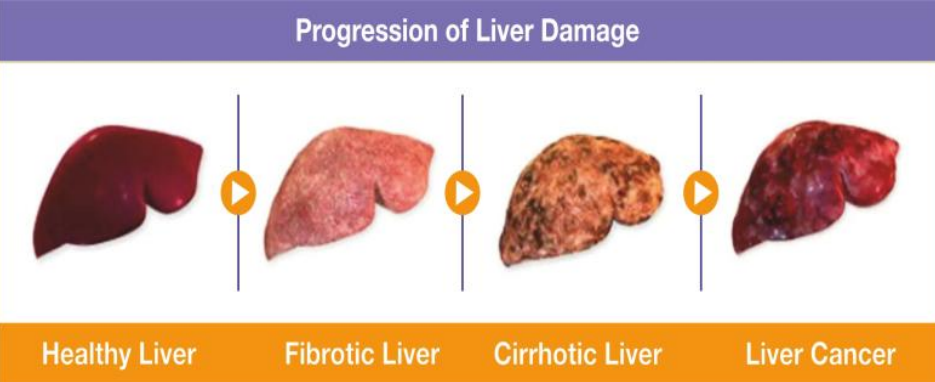 Progression of Liver Damage
Healthy Liver
Fibrotic Liver
Cirrhotic Liver
Liver Cancer